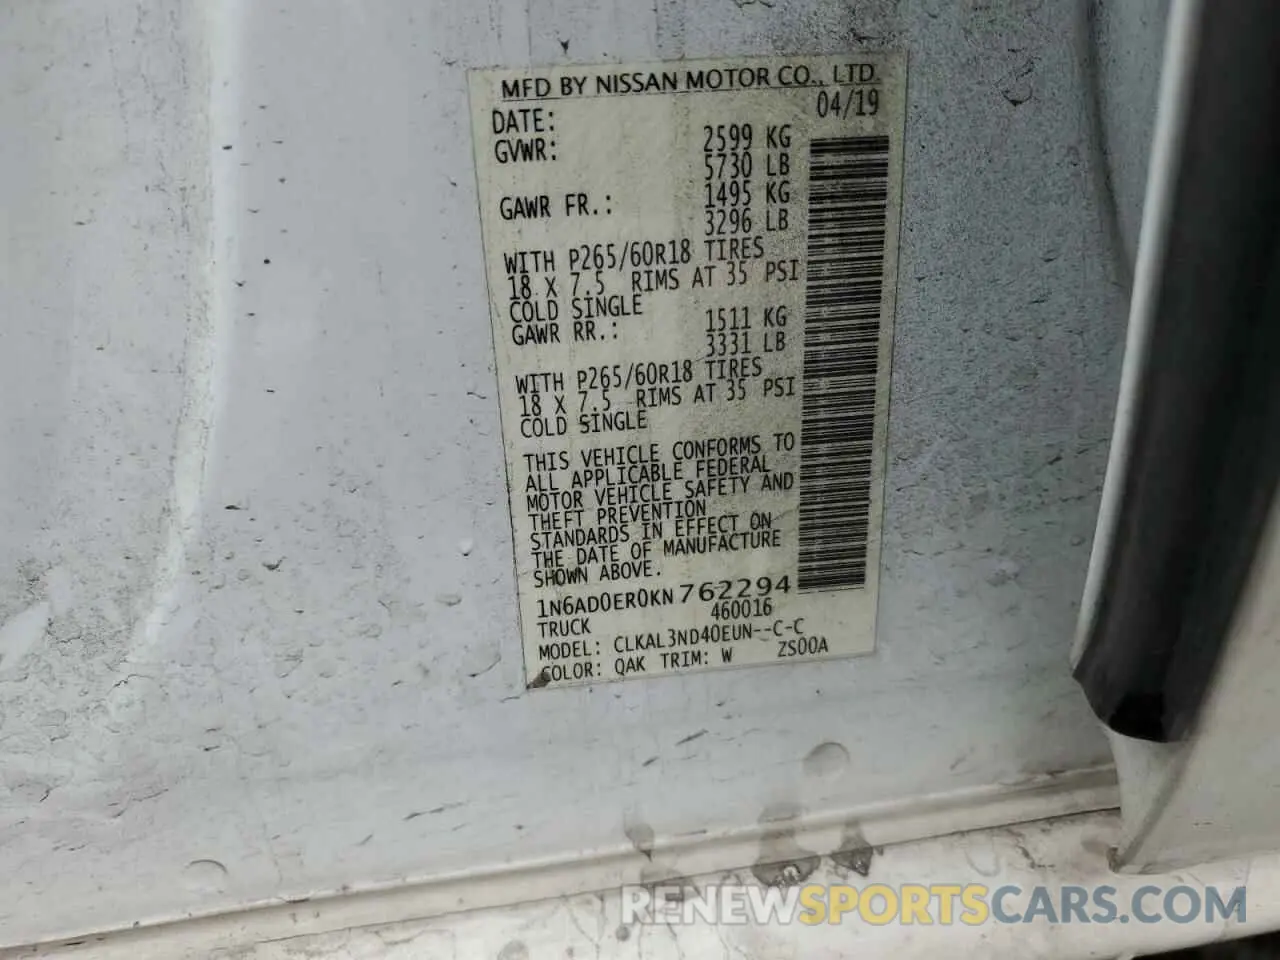 MFD BY NISSAN MOTOR CO., LTD.
DATE: 04/19
GVWR: 2599 KG
5730 LB
GAWR FR.: 1495 KG
3296 LB
WITH P265/60R18 TIRES
18 X 7.5 RIMS AT 35 PSI
COLD SINGLE
GAWR RR.: 1511 KG
3331 LB
WITH P265/60R18 TIRES
18 X 7.5 RIMS AT 35 PSI
COLD SINGLE
THIS VEHICLE CONFORMS TO
ALL APPLICABLE FEDERAL
MOTOR VEHICLE SAFETY AND
THEFT PREVENTION
STANDARDS IN EFFECT ON
THE DATE OF MANUFACTURE
SHOWN ABOVE.
1N6AD0ER0KN762294
TRUCK 460016
MODEL: CLKAL3ND40EUN--C-C
COLOR: QAK TRIM: W ZS00A
RENEWSPORTSCARS.COM